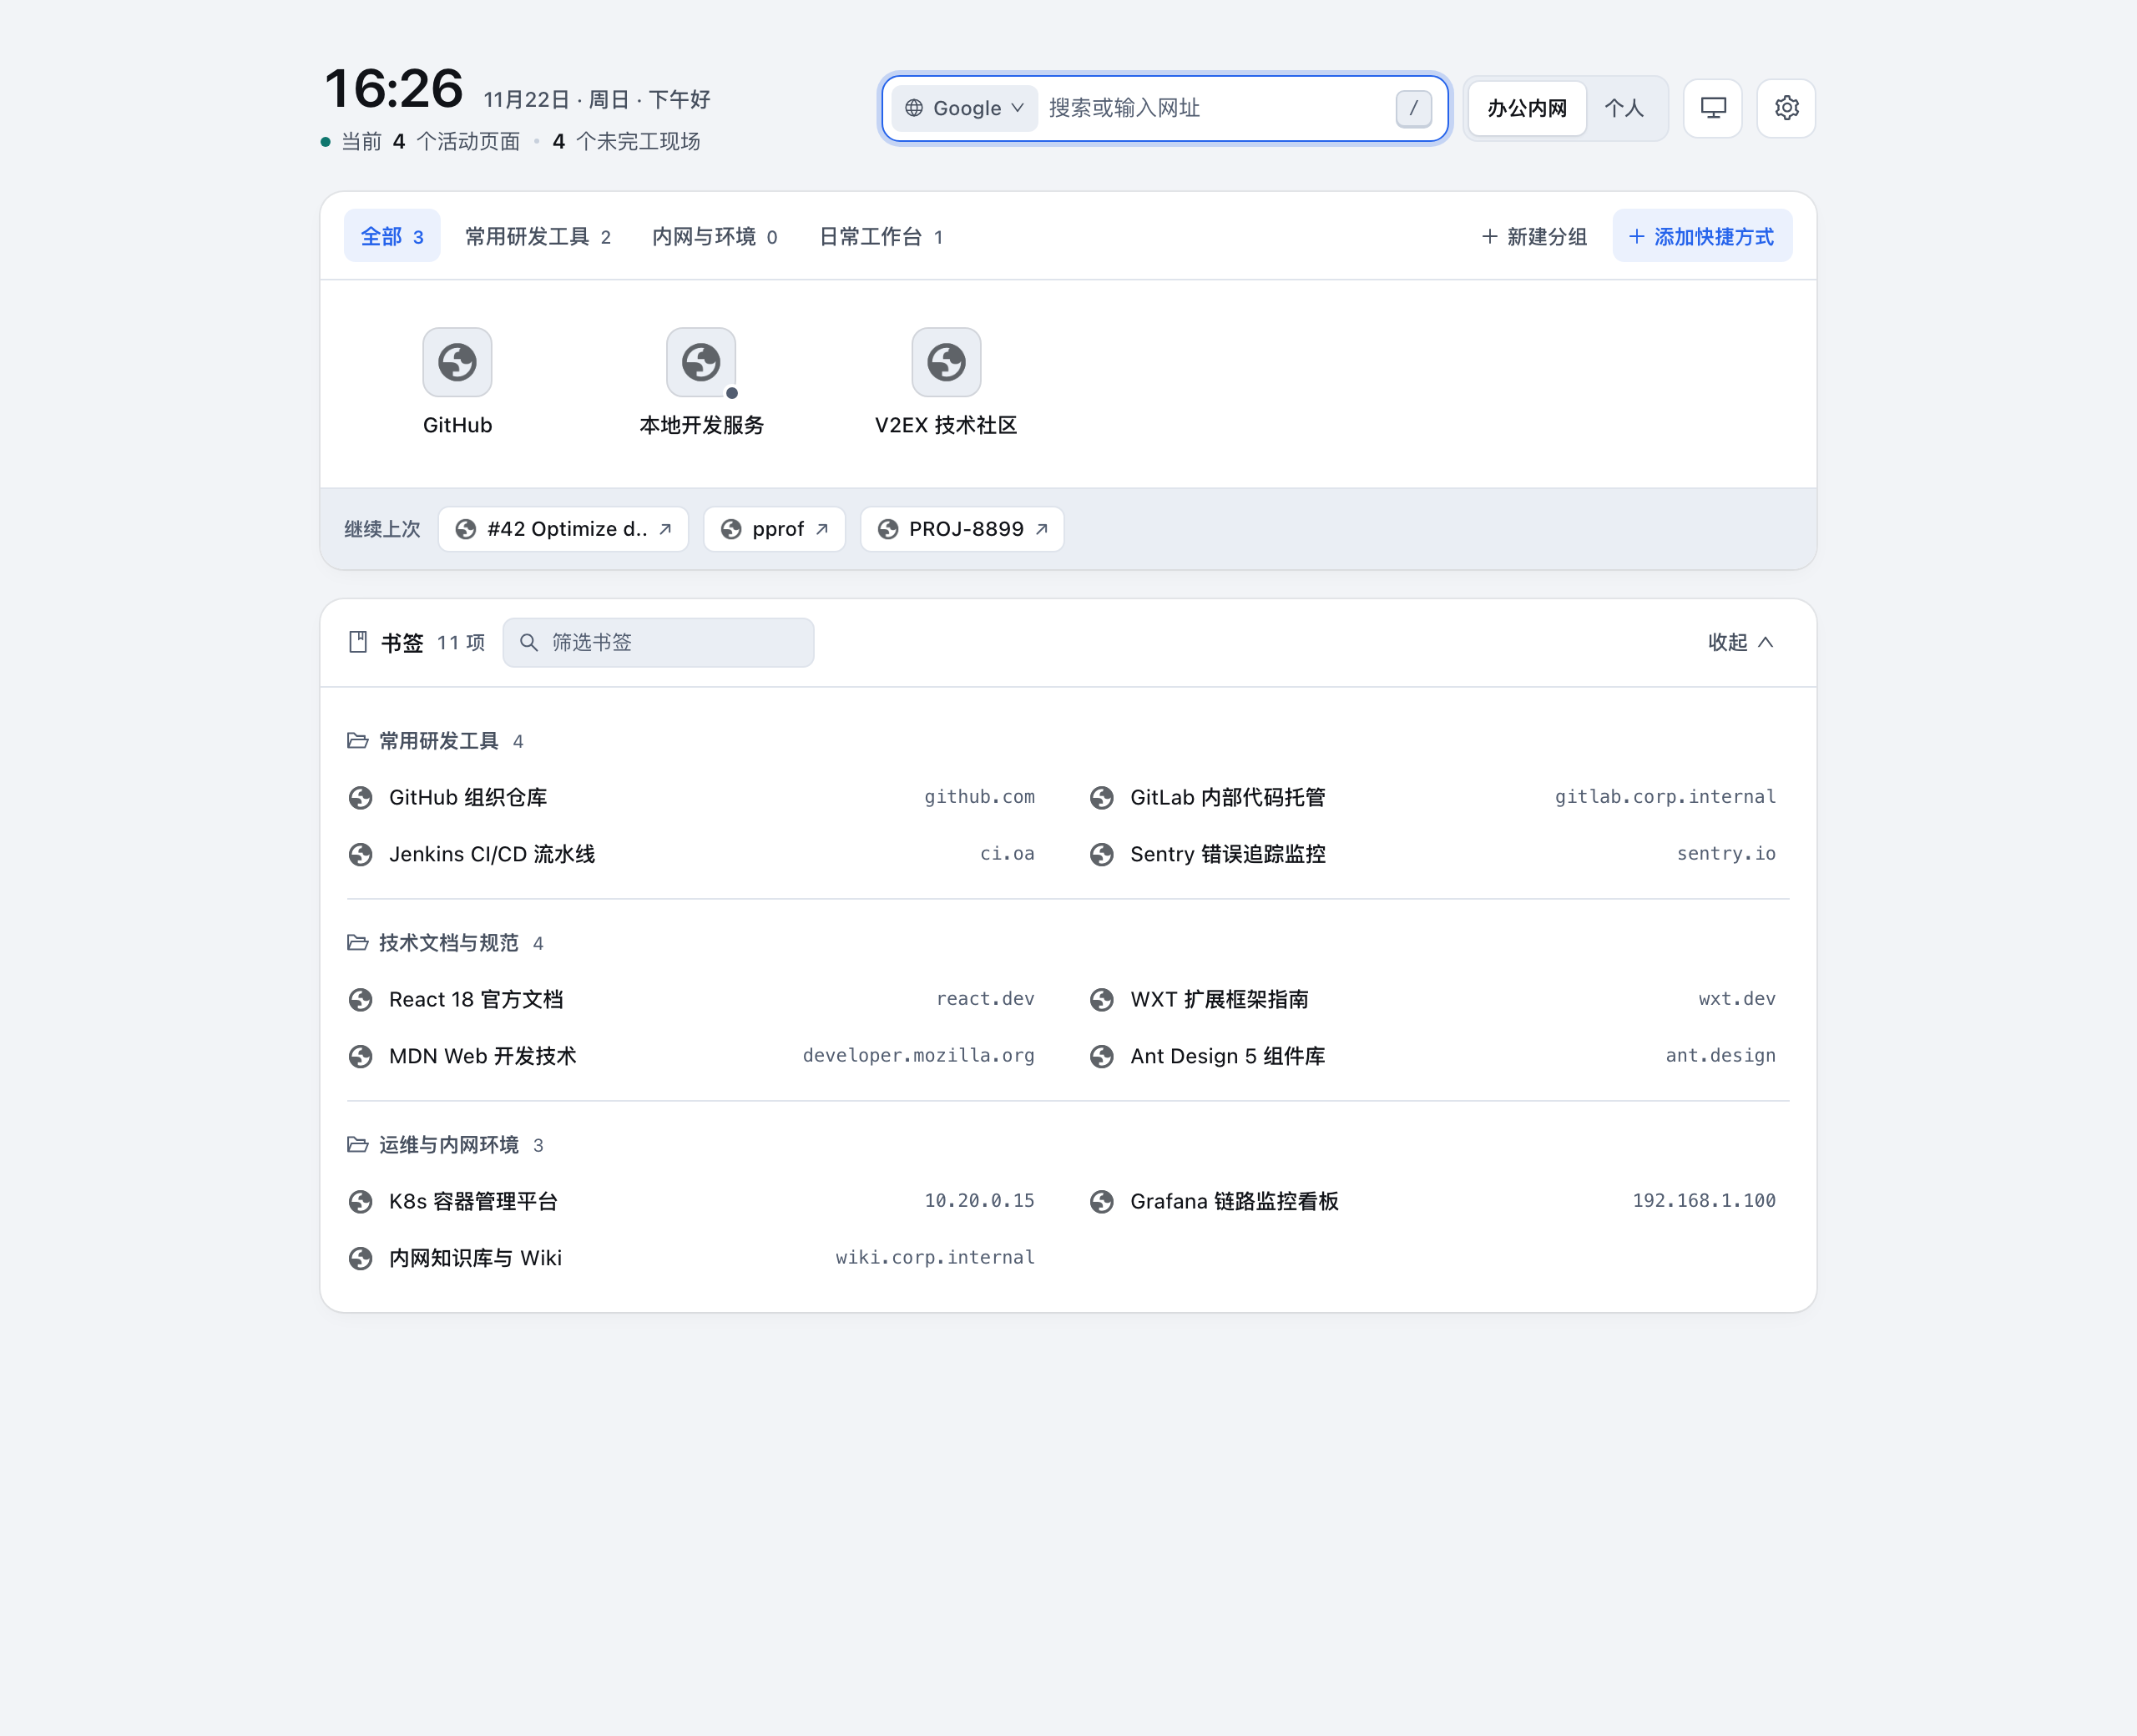 16:26 11月22日 · 周日 · 下午好
当前 4 个活动页面 • 4 个未完工现场
Google 搜索或输入网址 /
办公内网 个人
全部 3 常用研发工具 2 内网与环境 0 日常工作台 1
+ 新建分组 + 添加快捷方式
GitHub 本地开发服务 V2EX 技术社区
继续上次 #42 Optimize d.. pprof PROJ-8899
书签 11 项 筛选书签 收起
常用研发工具 4
GitHub 组织仓库 github.com GitLab 内部代码托管 gitlab.corp.internal
Jenkins CI/CD 流水线 ci.oa Sentry 错误追踪监控 sentry.io
技术文档与规范 4
React 18 官方文档 react.dev WXT 扩展框架指南 wxt.dev
MDN Web 开发技术 developer.mozilla.org Ant Design 5 组件库 ant.design
运维与内网环境 3
K8s 容器管理平台 10.20.0.15 Grafana 链路监控看板 192.168.1.100
内网知识库与 Wiki wiki.corp.internal